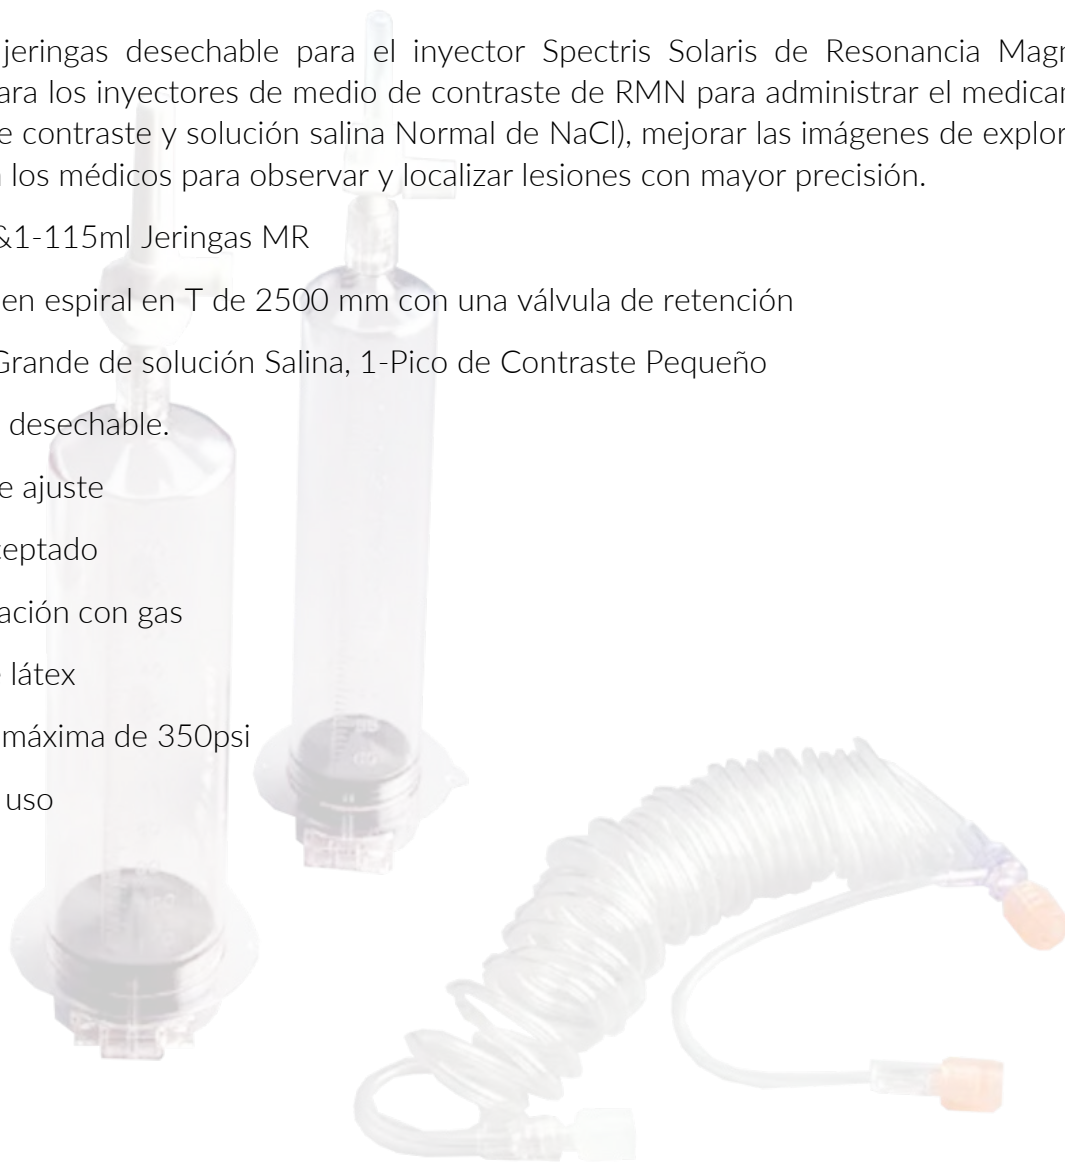 jeringas desechable para el inyector Spectris Solaris de Resonancia Magn
ara los inyectores de medio de contraste de RMN para administrar el medicam
e contraste y solución salina Normal de NaCl), mejorar las imágenes de explor
los médicos para observar y localizar lesiones con mayor precisión.
&1-115ml Jeringas MR
en espiral en T de 2500 mm con una válvula de retención
Grande de solución Salina, 1-Pico de Contraste Pequeño
desechable.
e ajuste
ceptado
ación con gas
látex
máxima de 350psi
uso